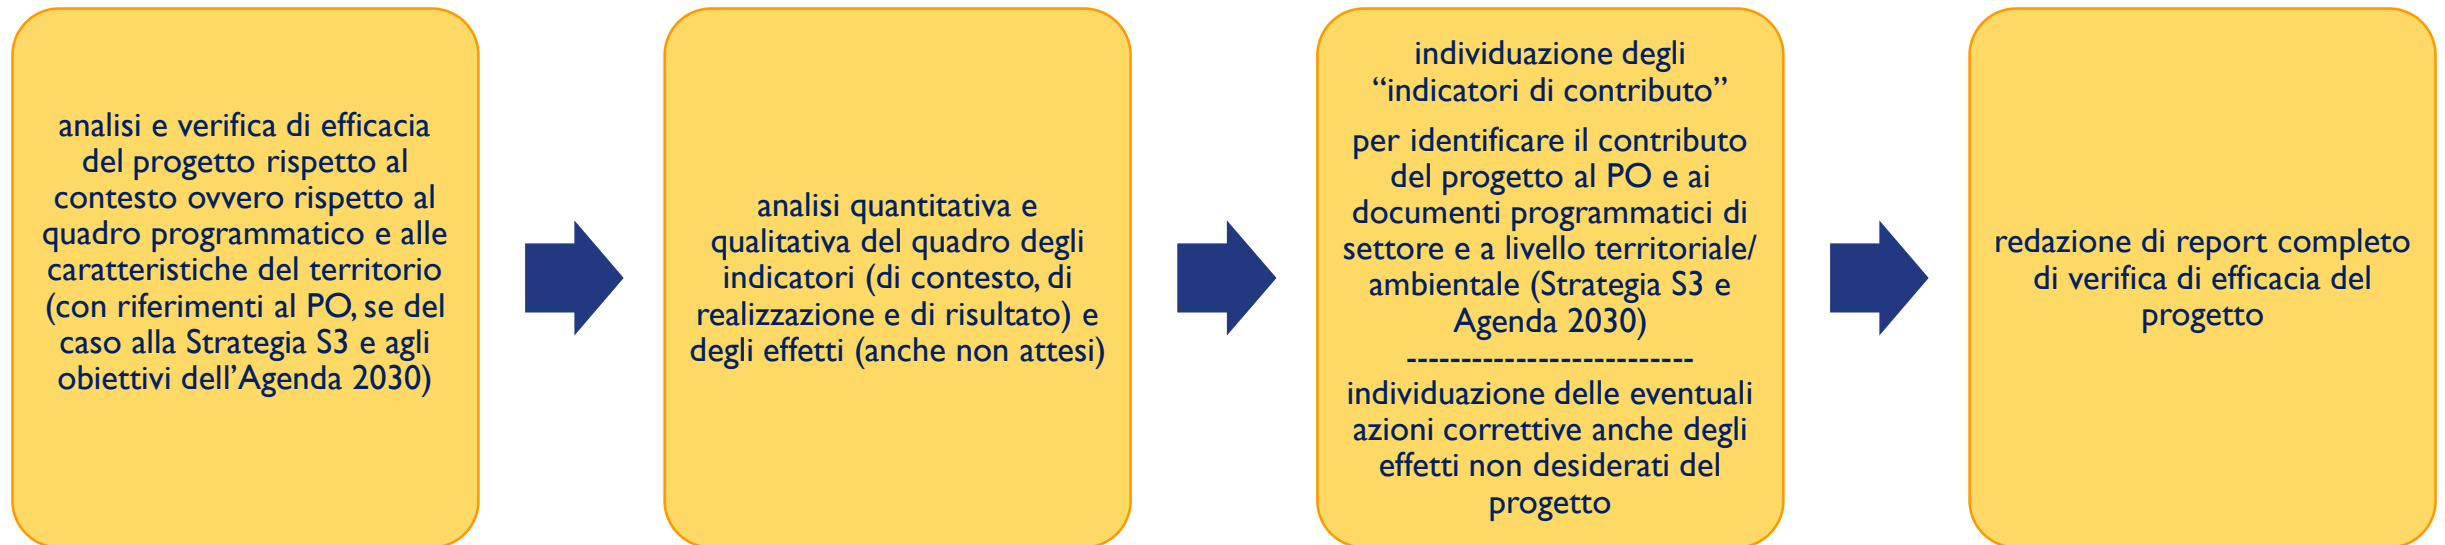 analisi e verifica di efficacia
del progetto rispetto al
contesto ovvero rispetto al
quadro programmatico e alle
caratteristiche del territorio
(con riferimenti al PO, se del
caso alla Strategia S3 e agli
obiettivi dell’Agenda 2030)
analisi quantitativa e
qualitativa del quadro degli
indicatori (di contesto, di
realizzazione e di risultato) e
degli effetti (anche non attesi)
individuazione degli
“indicatori di contributo”
per identificare il contributo
del progetto al PO e ai
documenti programmatici di
settore e a livello territoriale/
ambientale (Strategia S3 e
Agenda 2030)
--------------------------
individuazione delle eventuali
azioni correttive anche degli
effetti non desiderati del
progetto
redazione di report completo
di verifica di efficacia del
progetto